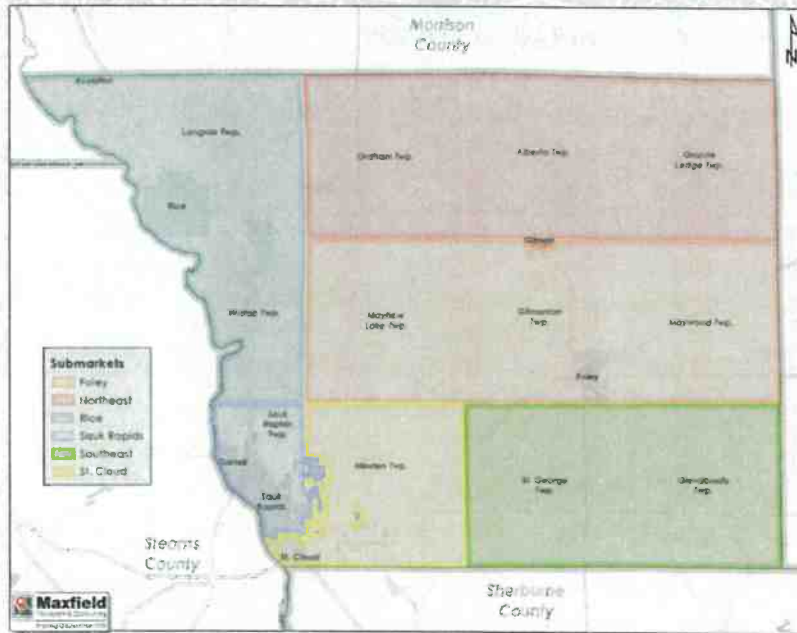 Morrison
County
N
Royalton
Langola Twp.
Graham Twp.
Alberta Twp.
Granite
Ledge Twp.
Rice
Gilman
Watab Twp.
Mayhew
Lake Twp.
Gilmanton
Twp.
Maywood Twp.
Foley
Submarkets
Foley
Northeast
Rice
Sauk Rapids
Southeast
St. Cloud
Sauk
Rapids
Twp.
Sartell
Minden Twp.
St. George
Twp.
Glendorado
Twp.
Sauk
Rapids
St. Cloud
Stearns
County
Sherburne
County
Maxfield